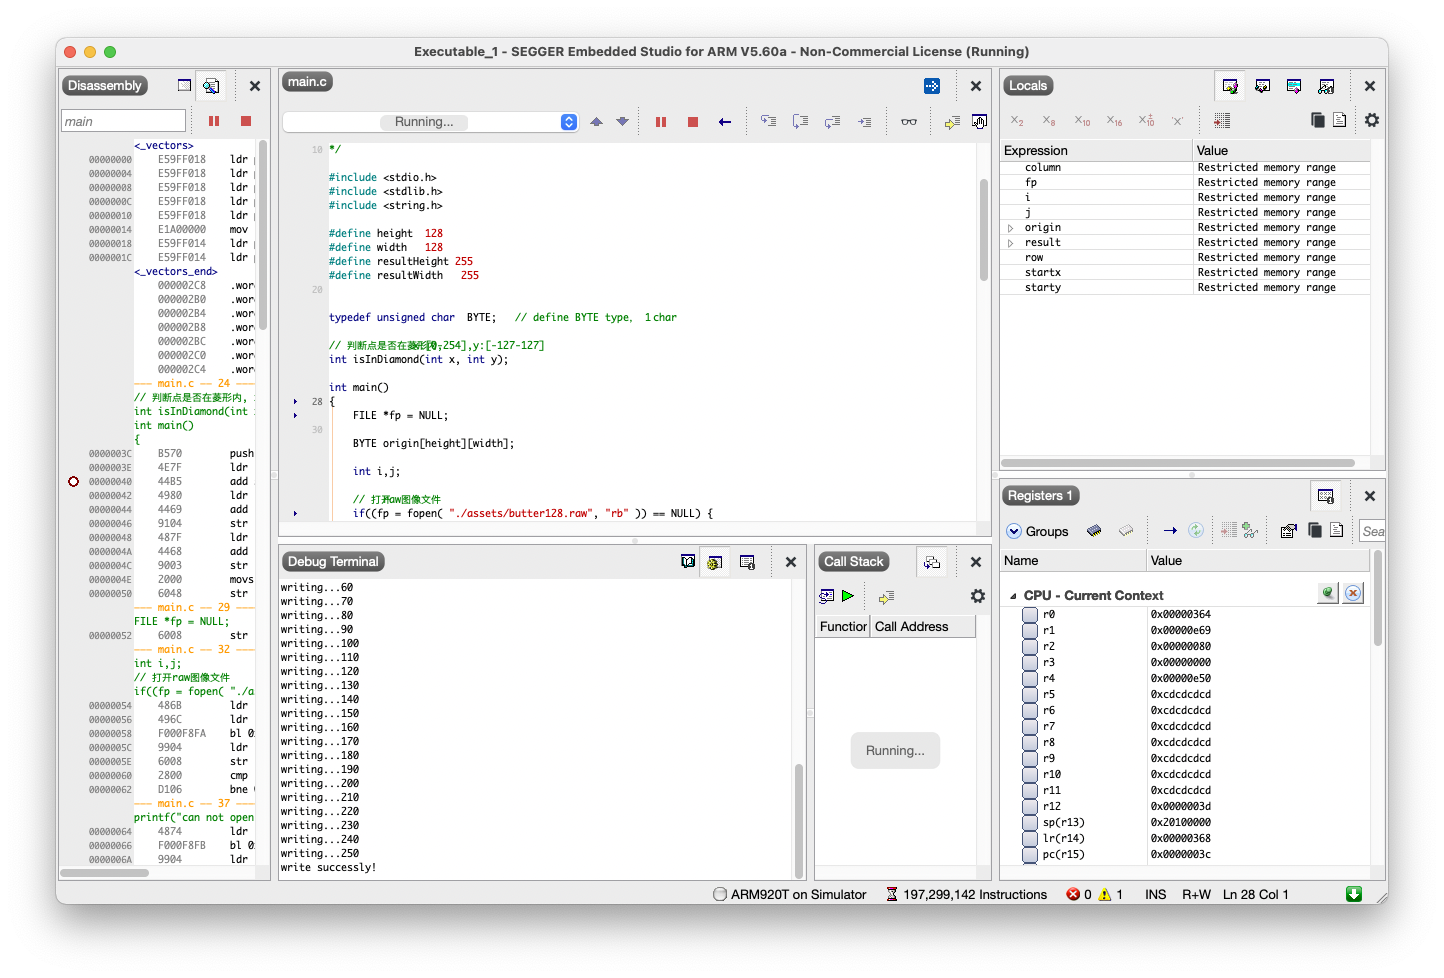 Executable_1 - SEGGER Embedded Studio for ARM V5.60a - Non-Commercial License (Running)
Disassembly
main
<_vectors>
00000000 E59FF018 ldr
00000004 E59FF018 ldr
00000008 E59FF018 ldr
0000000C E59FF018 ldr
00000010 E59FF018 ldr
00000014 E1A00000 mov
00000018 E59FF014 ldr
0000001C E59FF014 ldr
<_vectors_end>
000002C8 .wor
000002B0 .wor
000002B4 .wor
000002B8 .wor
000002BC .wor
000002C0 .wor
000002C4 .wor
--- main.c -- 24 ---
// 判断点是否在菱形内,
int isInDiamond(int
int main()
{
0000003C B570 push
0000003E 4E7F ldr
00000040 44B5 add
00000042 4980 ldr
00000044 4469 add
00000046 9104 str
00000048 487F ldr
0000004A 4468 add
0000004C 9003 str
0000004E 2000 movs
00000050 6048 str
--- main.c -- 29 ---
FILE *fp = NULL;
00000052 6008 str
--- main.c -- 32 ---
int i,j;
// 打开raw图像文件
if((fp = fopen( "./a
00000054 486B ldr
00000056 496C ldr
00000058 F000F8FA bl 0
0000005C 9904 ldr
0000005E 6008 str
00000060 2800 cmp
00000062 D106 bne
--- main.c -- 37 ---
printf("can not open
00000064 4874 ldr
00000066 F000F8FB bl 0
0000006A 9904 ldr
main.c
Running...
10 */
#include <stdio.h>
#include <stdlib.h>
#include <string.h>
#define height 128
#define width 128
#define resultHeight 255
#define resultWidth 255
20
typedef unsigned char BYTE; // define BYTE type, 1 char
// 判断点是否在菱形 [0,254],y:[-127-127]
int isInDiamond(int x, int y);
int main()
28 {
FILE *fp = NULL;
30
BYTE origin[height][width];
int i,j;
// 打开raw图像文件
if((fp = fopen( "./assets/butter128.raw", "rb" )) == NULL) {
Debug Terminal
writing...60
writing...70
writing...80
writing...90
writing...100
writing...110
writing...120
writing...130
writing...140
writing...150
writing...160
writing...170
writing...180
writing...190
writing...200
writing...210
writing...220
writing...230
writing...240
writing...250
write successly!
Call Stack
Function Call Address
Running...
Locals
x2 x8 x10 x16 x±10 'x'
Expression Value
column Restricted memory range
fp Restricted memory range
i Restricted memory range
j Restricted memory range
origin Restricted memory range
result Restricted memory range
row Restricted memory range
startx Restricted memory range
starty Restricted memory range
Registers 1
Groups Sea
Name Value
CPU - Current Context
r0 0x00000364
r1 0x00000e69
r2 0x00000080
r3 0x00000000
r4 0x00000e50
r5 0xcdcdcdcd
r6 0xcdcdcdcd
r7 0xcdcdcdcd
r8 0xcdcdcdcd
r9 0xcdcdcdcd
r10 0xcdcdcdcd
r11 0xcdcdcdcd
r12 0x0000003d
sp(r13) 0x20100000
lr(r14) 0x00000368
pc(r15) 0x0000003c
ARM920T on Simulator 197,299,142 Instructions 0 1 INS R+W Ln 28 Col 1